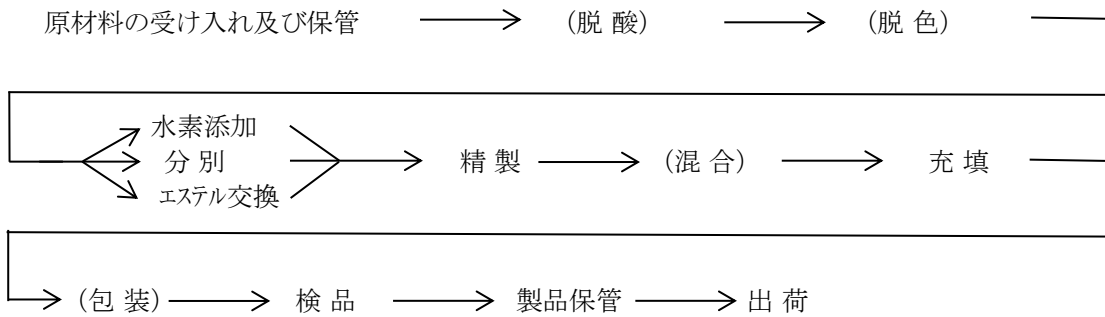 原材料の受け入れ及び保管 (脱 酸) (脱 色)
水素添加
分 別 精 製 (混 合) 充 填
エステル交換
(包 装) 検 品 製品保管 出 荷